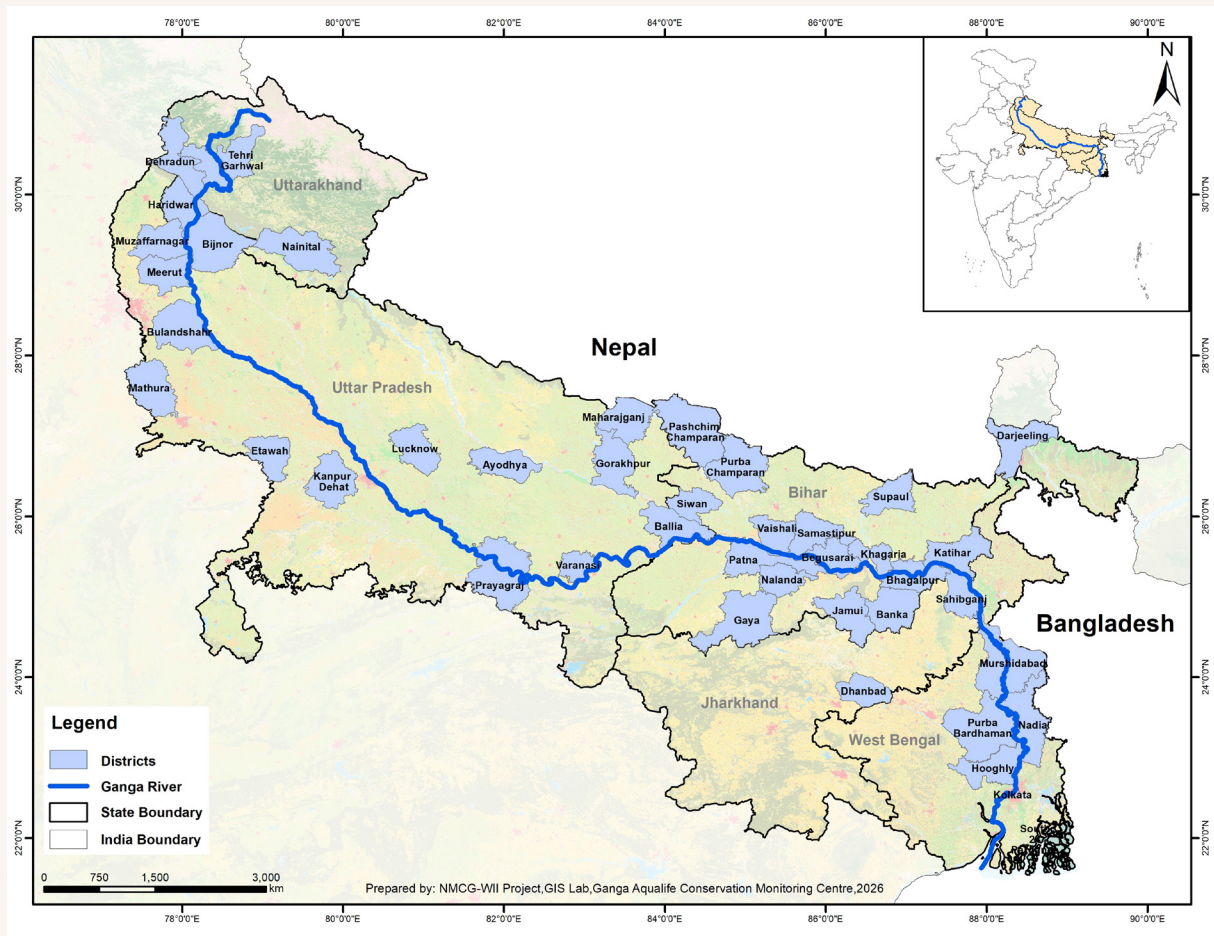 78°0'0"E 80°0'0"E 82°0'0"E 84°0'0"E 86°0'0"E 88°0'0"E 90°0'0"E
N
30°0'0"N
28°0'0"N
26°0'0"N
24°0'0"N
22°0'0"N
30°0'0"N
28°0'0"N
26°0'0"N
24°0'0"N
22°0'0"N
Dehradun
Tehri
Garhwal
Uttarakhand
Haridwar
Muzaffarnagar
Bijnor
Nainital
Meerut
Bulandshahr
Nepal
Mathura
Uttar Pradesh
Maharajganj
Pashchim
Champaran
Darjeeling
Etawah
Lucknow
Ayodhya
Gorakhpur
Purba
Champaran
Kanpur
Dehat
Bihar
Supaul
Siwan
Ballia
Vaishali
Samastipur
Varanasi
Patna
Begusarai
Khagaria
Katihar
Prayagraj
Nalanda
Bhagalpur
Sahibganj
Gaya
Jamui
Banka
Bangladesh
Murshidabad
Dhanbad
Jharkhand
West Bengal
Purba
Bardhaman
Nadia
Hooghly
Kolkata
Legend
Districts
Ganga River
State Boundary
India Boundary
0 750 1,500 3,000
km
Prepared by: NMCG-WII Project,GIS Lab,Ganga Aqualife Conservation Monitoring Centre,2026
78°0'0"E 80°0'0"E 82°0'0"E 84°0'0"E 86°0'0"E 88°0'0"E 90°0'0"E